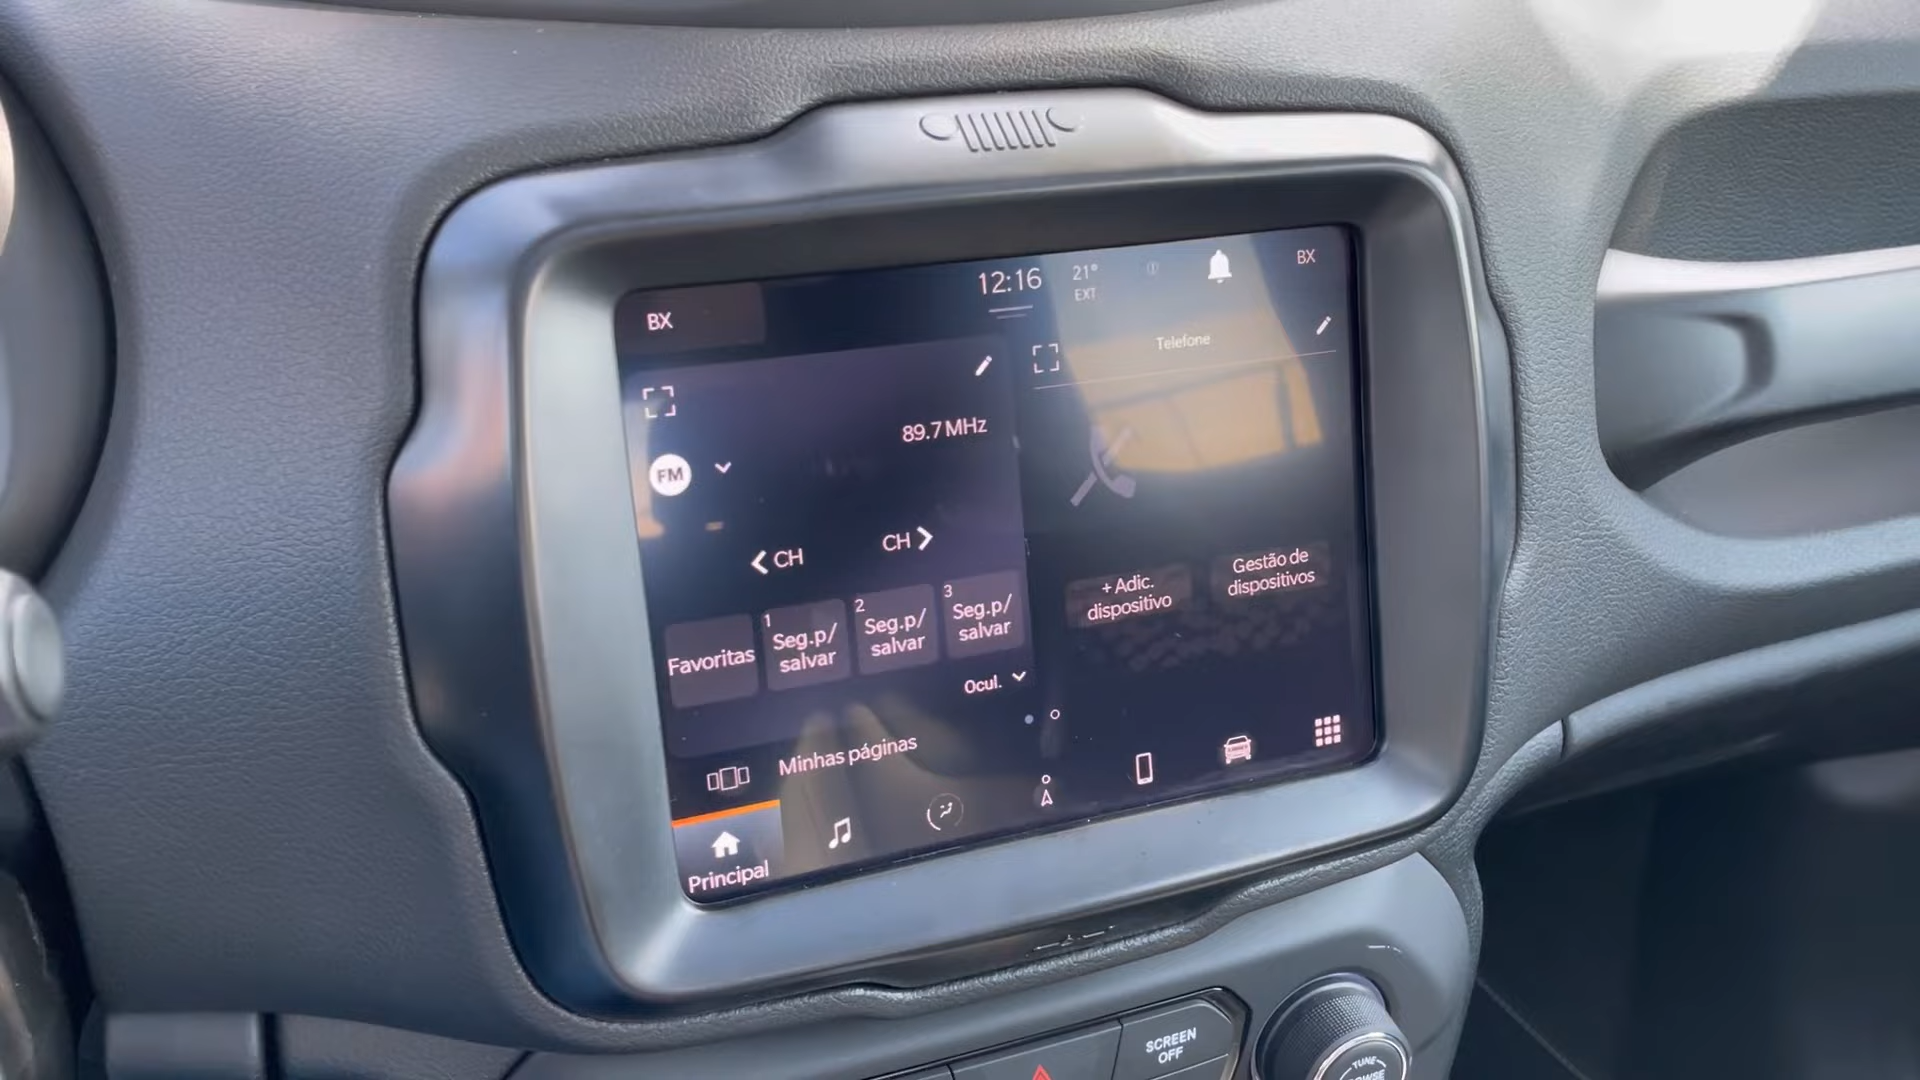 BX
12:16
21°
EXT
BX
89.7 MHz
FM
CH
CH
Favoritas
1
Seg.p/
salvar
2
Seg.p/
salvar
3
Seg.p/
salvar
Ocul.
Telefone
+ Adic.
dispositivo
Gestão de
dispositivos
Minhas páginas
Principal
SCREEN
OFF
TUNE